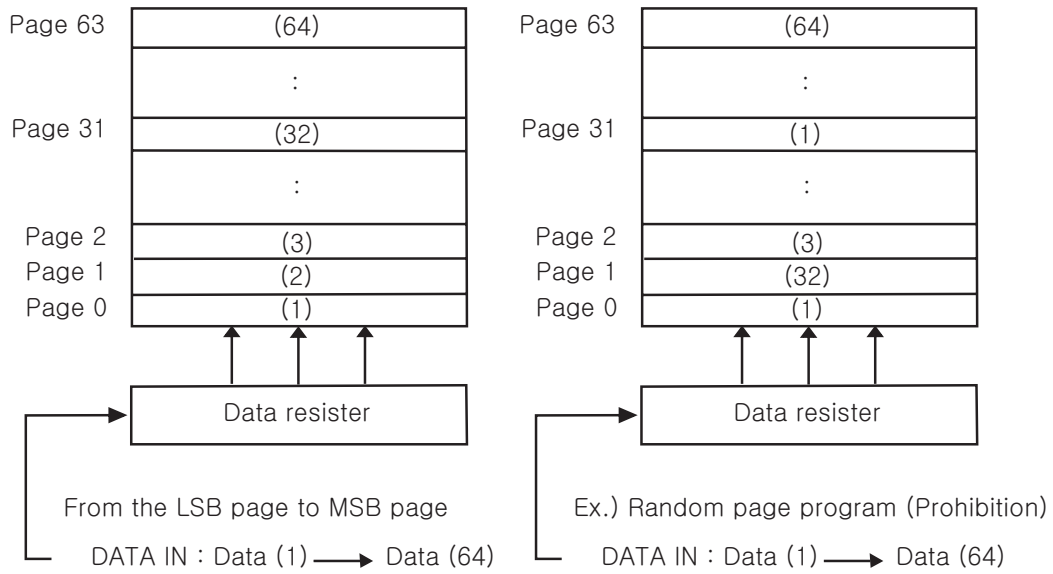 Page 63 (64)
:
Page 31 (32)
:
Page 2 (3)
Page 1 (2)
Page 0 (1)
Data resister
From the LSB page to MSB page
DATA IN : Data (1) → Data (64)
Page 63 (64)
:
Page 31 (1)
:
Page 2 (3)
Page 1 (32)
Page 0 (1)
Data resister
Ex.) Random page program (Prohibition)
DATA IN : Data (1) → Data (64)